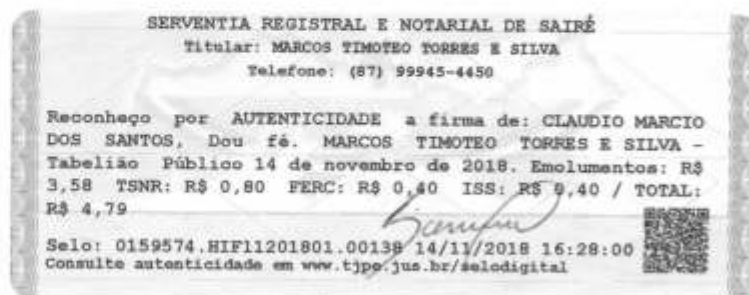 SERVENTIA REGISTRAL E NOTARIAL DE SAIRÉ
Titular: MARCOS TIMOTEO TORRES E SILVA
Telefone: (87) 99945-4450
Reconheço por AUTENTICIDADE a firma de: CLAUDIO MARCIO
DOS SANTOS, Dou fé. MARCOS TIMOTEO TORRES E SILVA -
Tabelião Público 14 de novembro de 2018. Emolumentos: R$
3,58 TSNR: R$ 0,80 FERC: R$ 0,40 ISS: R$ 0,40 / TOTAL:
R$ 4,79
Selo: 0159574.HIF11201801.00138 14/11/2018 16:28:00
Consulte autenticidade em www.tjpe.jus.br/selodigital